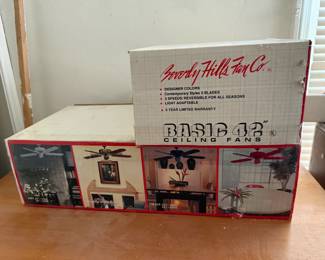 Beverly Hills Fan Co.
• DESIGNER COLORS
• Contemporary Styled 5 BLADES
• 3 SPEEDS REVERSIBLE FOR ALL SEASONS
• LIGHT ADAPTABLE
• 5 YEAR LIMITED WARRANTY
BASIC 42"
CEILING FANS